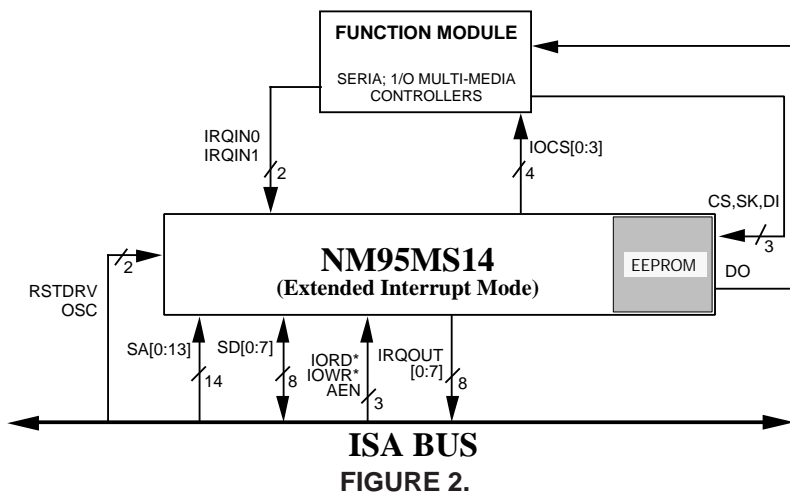 FUNCTION MODULE
SERIA; 1/O MULTI-MEDIA
CONTROLLERS
IRQIN0
IRQIN1
2
IOCS[0:3]
4
CS,SK,DI
3
NM95MS14
(Extended Interrupt Mode)
EEPROM
DO
2
RSTDRV
OSC
SA[0:13]
14
SD[0:7]
8
IORD*
IOWR*
AEN
3
IRQOUT
[0:7]
8
ISA BUS
FIGURE 2.